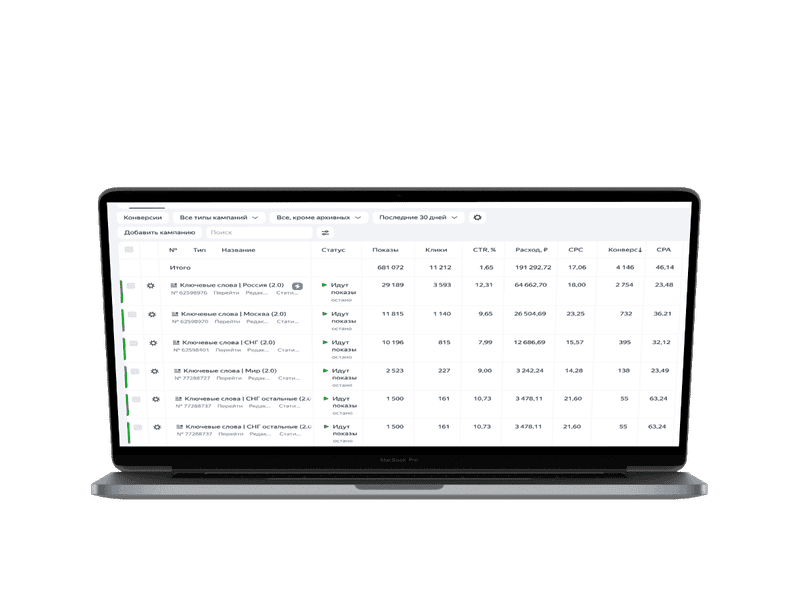 Конверсии Все типы кампаний Все, кроме архивных Последние 30 дней
Добавить кампанию Поиск
№ Тип Название Статус Показы Клики CTR, % Расход, ₽ CPC Конверс↓ CPA
Итого 681 072 11 212 1,65 191 292,72 17,06 4 146 46,14
Ключевые слова | Россия (2.0) Идут показы 29 189 3 593 12,31 64 662,70 18,00 2 754 23,48
№ 62598976 Перейти Редак... Стати... остано
Ключевые слова | Москва (2.0) Идут показы 11 815 1 140 9,65 26 504,69 23,25 732 36,21
№ 62598970 Перейти Редак... Стати... остано
Ключевые слова | СНГ (2.0) Идут показы 10 196 815 7,99 12 686,69 15,57 395 32,12
№ 62598401 Перейти Редак... Стати... остано
Ключевые слова | Мир (2.0) Идут показы 2 523 227 9,00 3 242,24 14,28 138 23,49
№ 77288727 Перейти Редак... Стати... остано
Ключевые слова | СНГ остальные (2.0 Идут показы 1 500 161 10,73 3 478,11 21,60 55 63,24
№ 77288737 Перейти Редак... Стати... остано
Ключевые слова | СНГ остальные (2.0 Идут показы 1 500 161 10,73 3 478,11 21,60 55 63,24
№ 77288737 Перейти Редак... Стати... остано
MacBook Pro